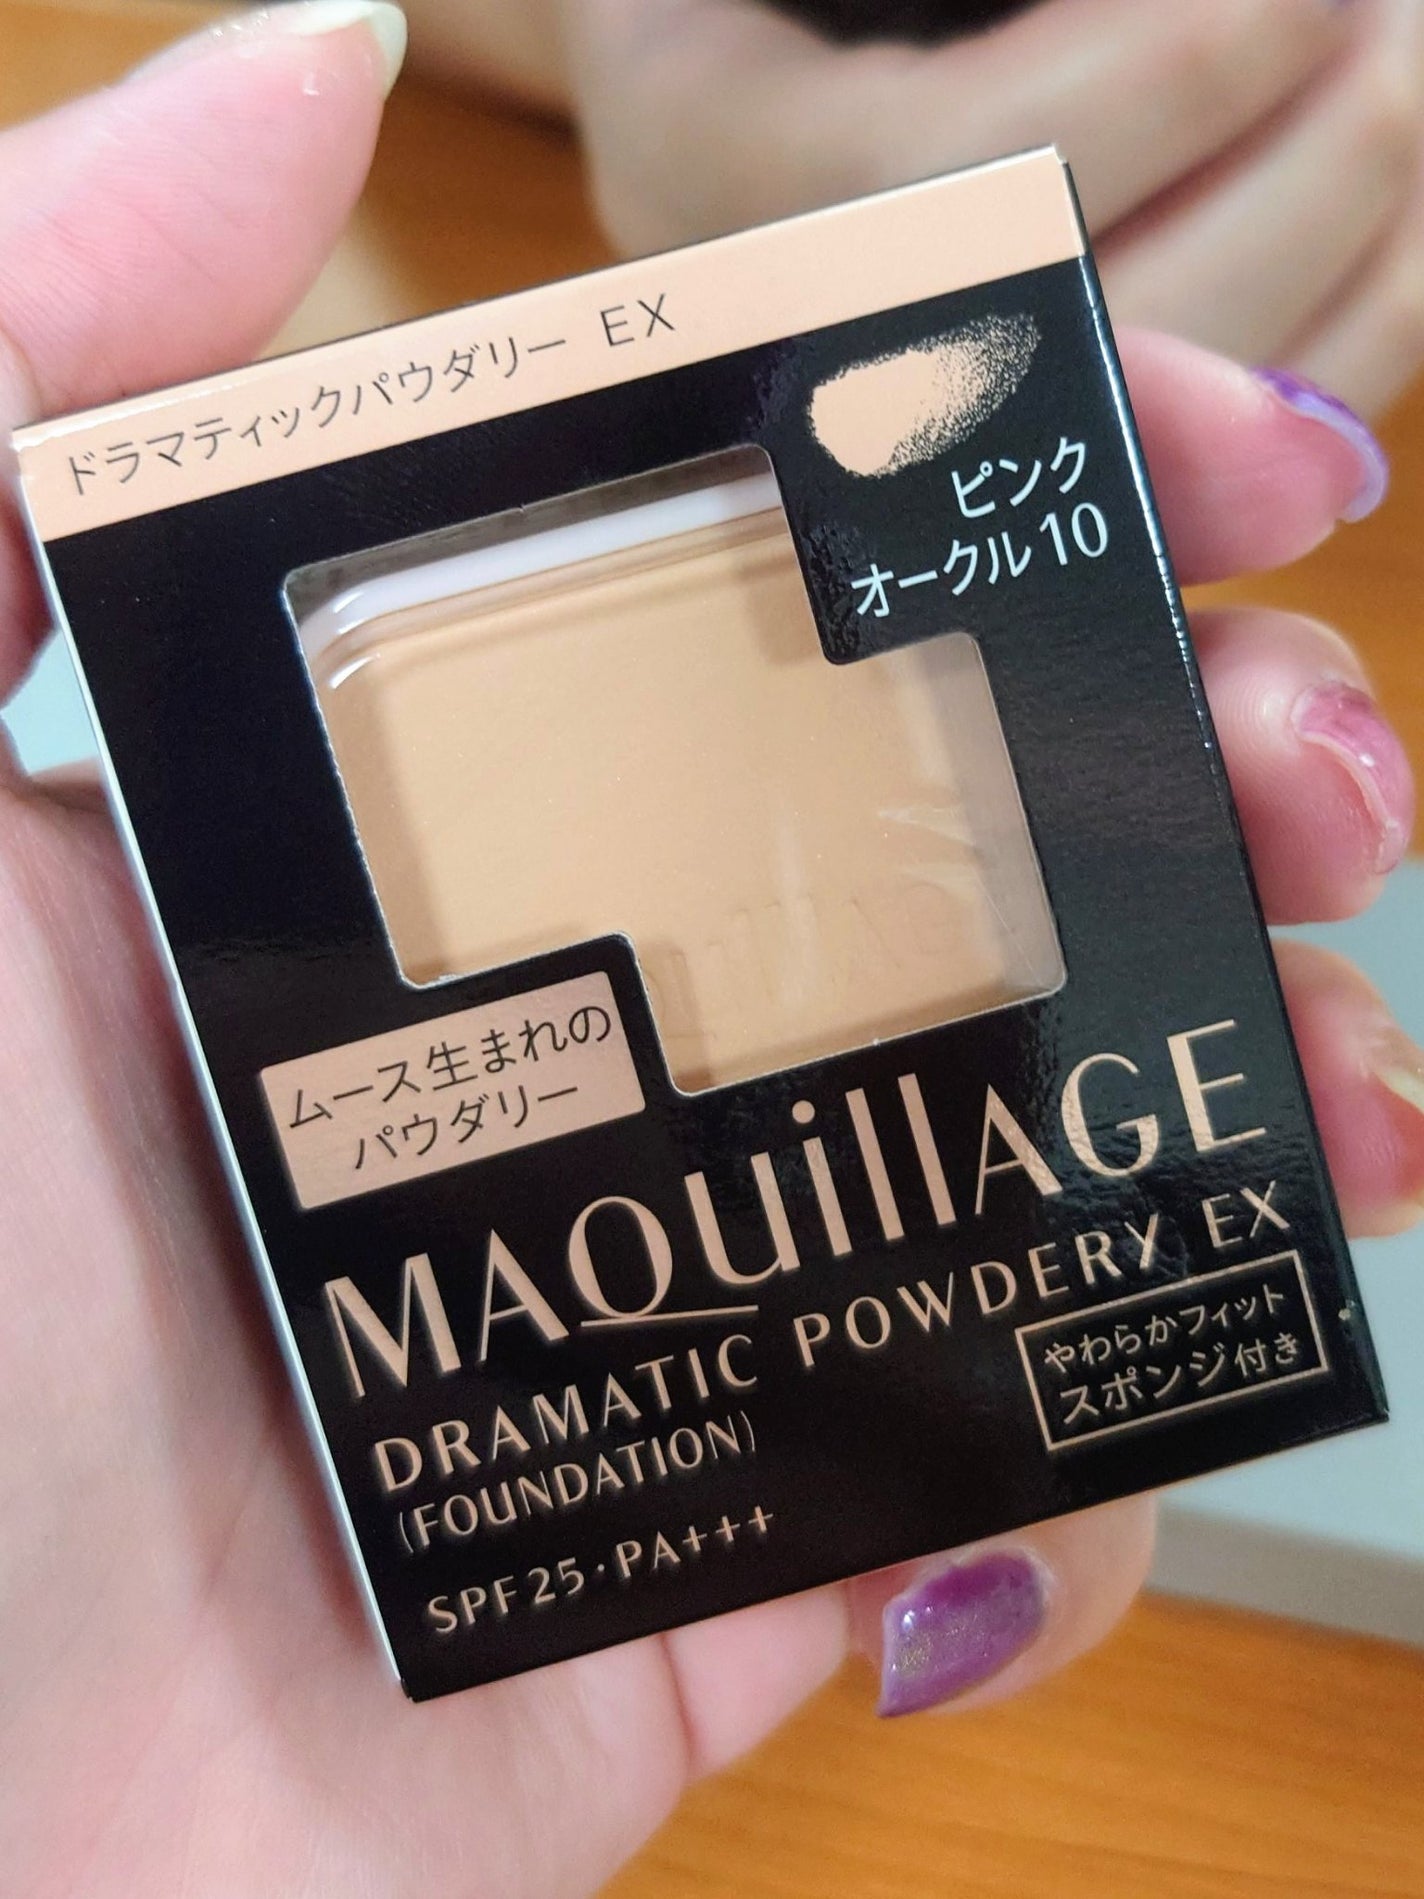 ドラマティックパウダリー EX
ピンク
オークル10
ムース生まれの
パウダリー
MAQuillAGE
DRAMATIC POWDERY EX
(FOUNDATION)
SPF25・PA+++
やわらかフィット
スポンジ付き